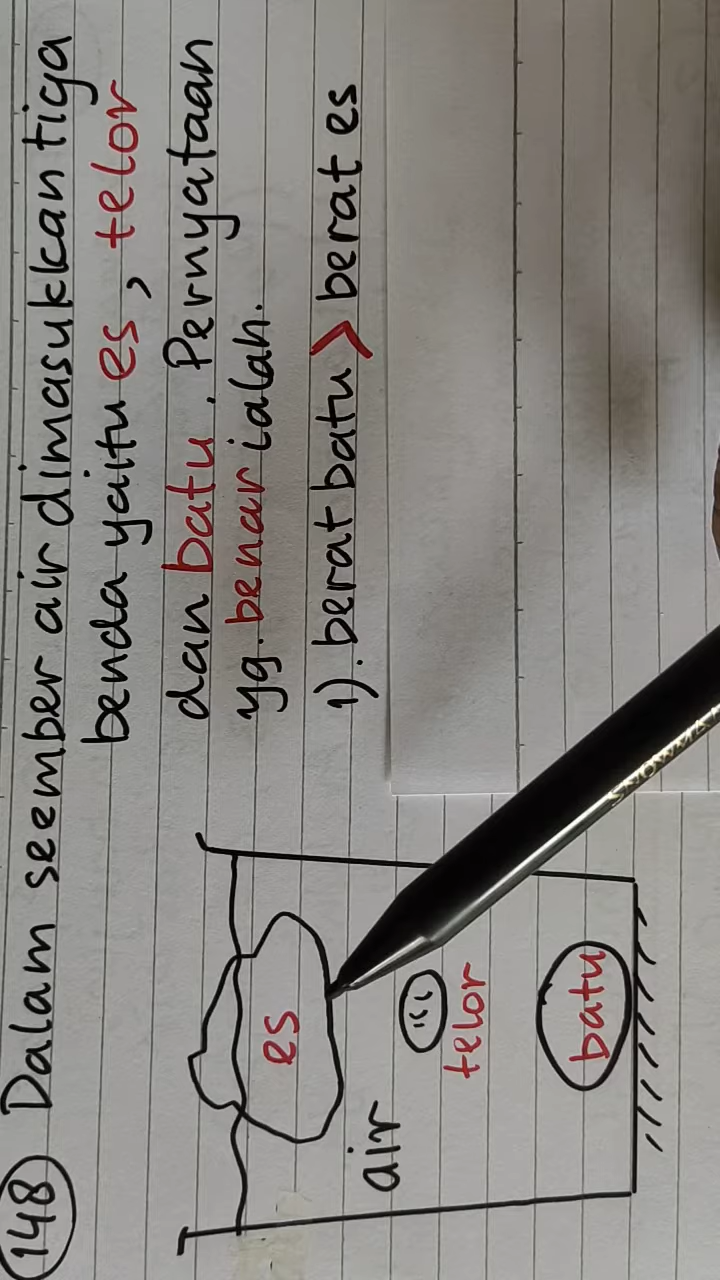 148 Dalam seember air dimasukkan tiga
benda yaitu es, telor
dan batu. Pernyataan
yg. benar ialah.
1). berat batu > berat es
es
air
telor
batu